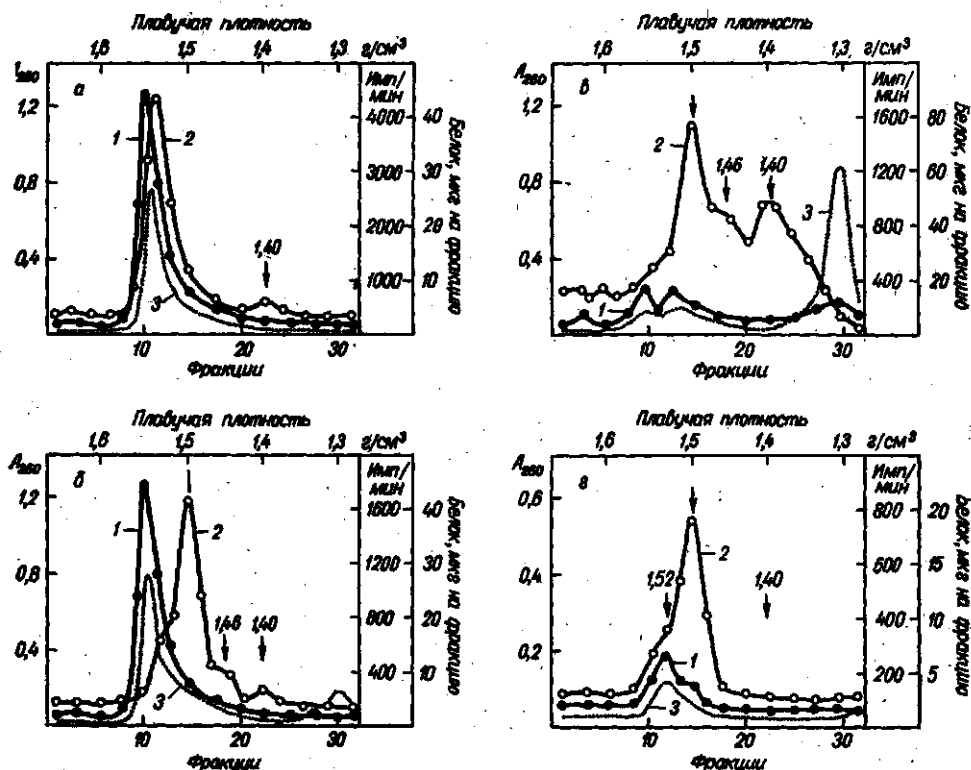 Плавучая плотность
1,6 1,5 1,4 1,3 г/см³
A₂₆₀
а
Имп/мин
1,2
0,8
0,4
1 2 3
1,40
4000
3000
2000
1000
40
30
20
10
Белок, мкг на фракцию
10 20 30
Фракции
Плавучая плотность
1,6 1,5 1,4 1,3 г/см³
A₂₆₀
в
Имп/мин
1,2
0,8
0,4
2
1,46
1,40
3
1
1600
1200
800
400
80
60
40
20
Белок, мкг на фракцию
10 20 30
Фракции
Плавучая плотность
1,6 1,5 1,4 1,3 г/см³
A₂₆₀
б
Имп/мин
1,2
0,8
0,4
1 2
1,46
1,40
3
1600
1200
800
400
40
30
20
10
Белок, мкг на фракцию
10 20 30
Фракции
Плавучая плотность
1,6 1,5 1,4 1,3 г/см³
A₂₆₀
г
Имп/мин
0,6
0,4
0,2
1,52
2
1,40
1
3
800
600
400
200
20
15
10
5
Белок, мкг на фракцию
10 20 30
Фракции